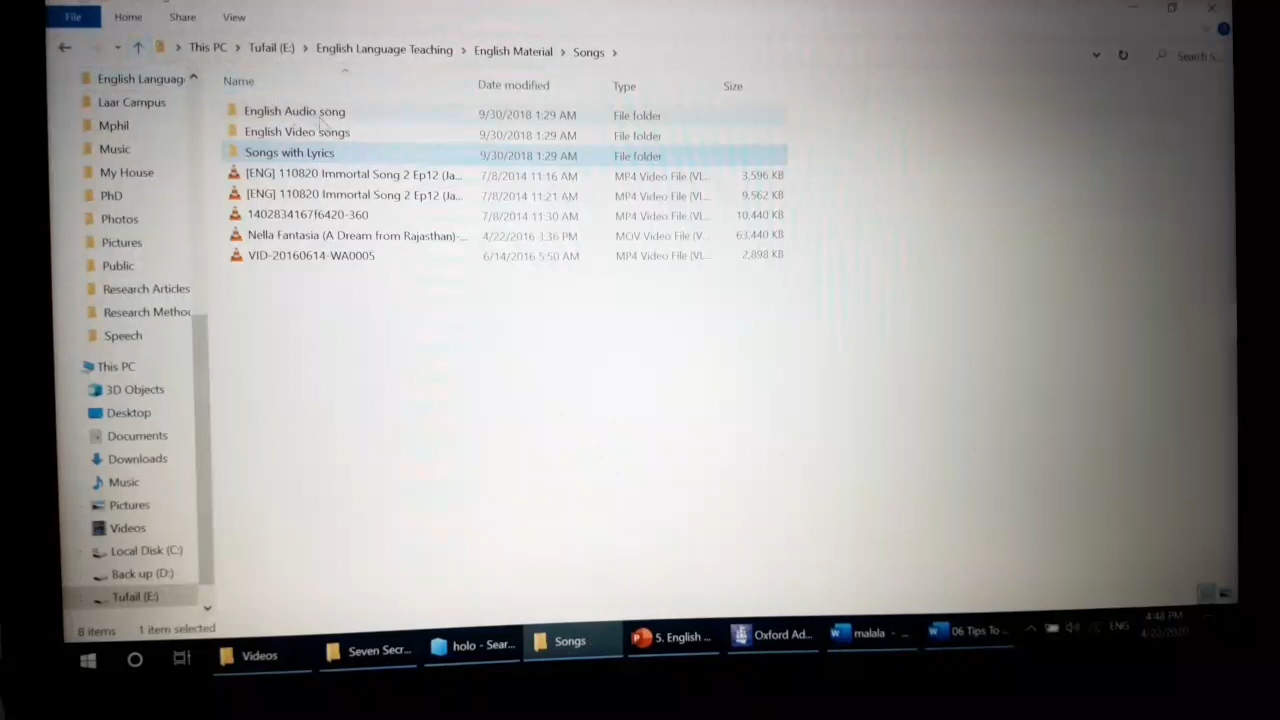 File Home Share View
This PC > Tufail (E:) > English Language Teaching > English Material > Songs > Search S...
Name Date modified Type Size
English Audio song 9/30/2018 1:29 AM File folder
English Video songs 9/30/2018 1:29 AM File folder
Songs with Lyrics 9/30/2018 1:29 AM File folder
[ENG] 110820 Immortal Song 2 Ep12 (Ja... 7/8/2014 11:16 AM MP4 Video File (VL... 3,596 KB
[ENG] 110820 Immortal Song 2 Ep12 (Ja... 7/8/2014 11:21 AM MP4 Video File (VL... 9,562 KB
1402834167f6420-360 7/8/2014 11:30 AM MP4 Video File (VL... 10,440 KB
Nella Fantasia (A Dream from Rajasthan)-... 4/22/2016 3:36 PM MOV Video File (V... 63,440 KB
VID-20160614-WA0005 6/14/2016 5:50 AM MP4 Video File (VL... 2,898 KB
English Languag
Laar Campus
Mphil
Music
My House
PhD
Photos
Pictures
Public
Research Articles
Research Metho
Speech
This PC
3D Objects
Desktop
Documents
Downloads
Music
Pictures
Videos
Local Disk (C:)
Back up (D:)
Tufail (E:)
8 items 1 item selected
Videos Seven Secr... holo - Sear... Songs 5. English ... Oxford Ad... malala - ... 06 Tips To ... ENG 4:48 PM
4/22/2020